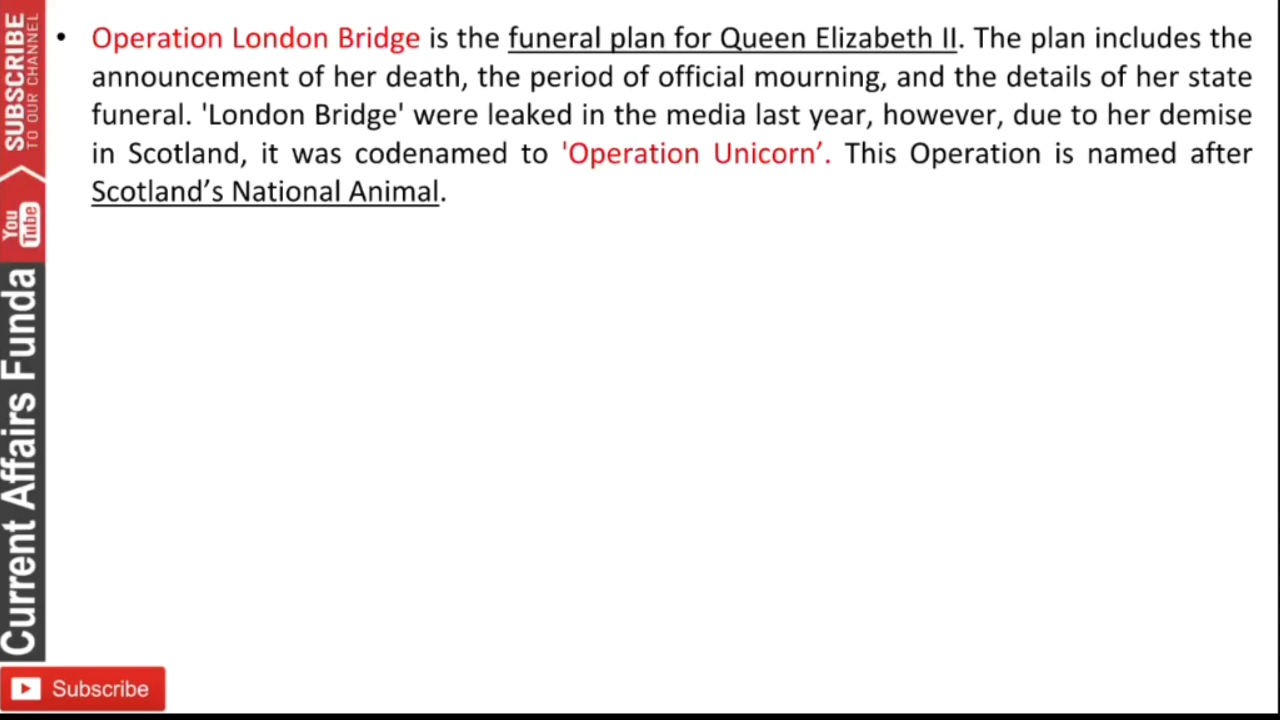 • Operation London Bridge is the funeral plan for Queen Elizabeth II. The plan includes the
announcement of her death, the period of official mourning, and the details of her state
funeral. 'London Bridge' were leaked in the media last year, however, due to her demise
in Scotland, it was codenamed to 'Operation Unicorn’. This Operation is named after
Scotland’s National Animal.
SUBSCRIBE
TO OUR CHANNEL
You
Tube
Current Affairs Funda
Subscribe